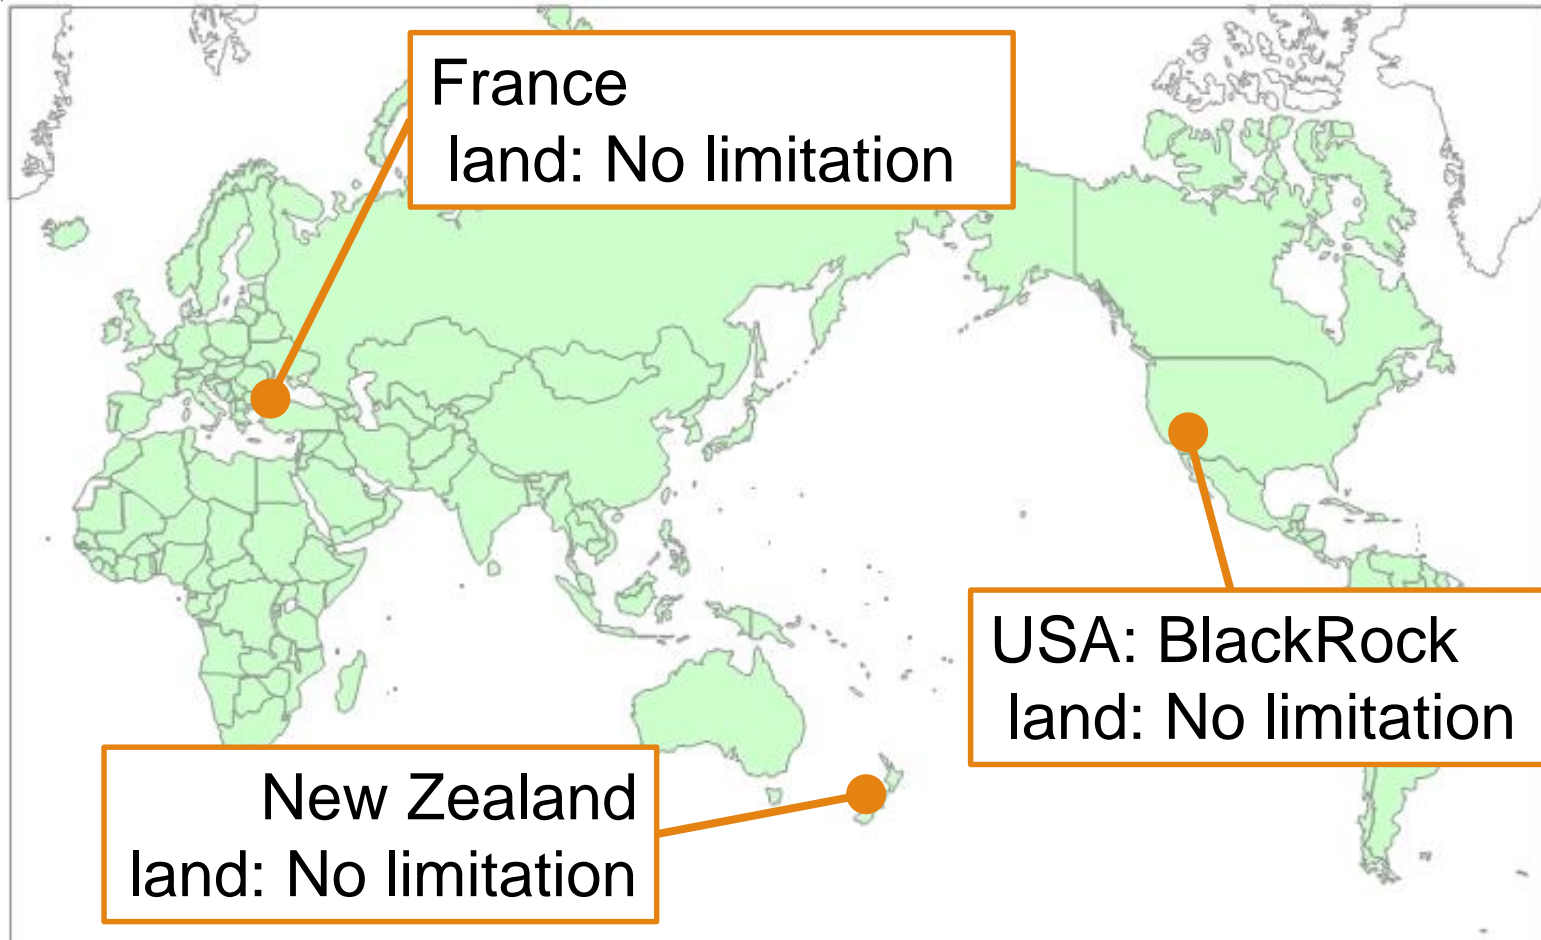 France
land: No limitation
USA: BlackRock
land: No limitation
New Zealand
land: No limitation